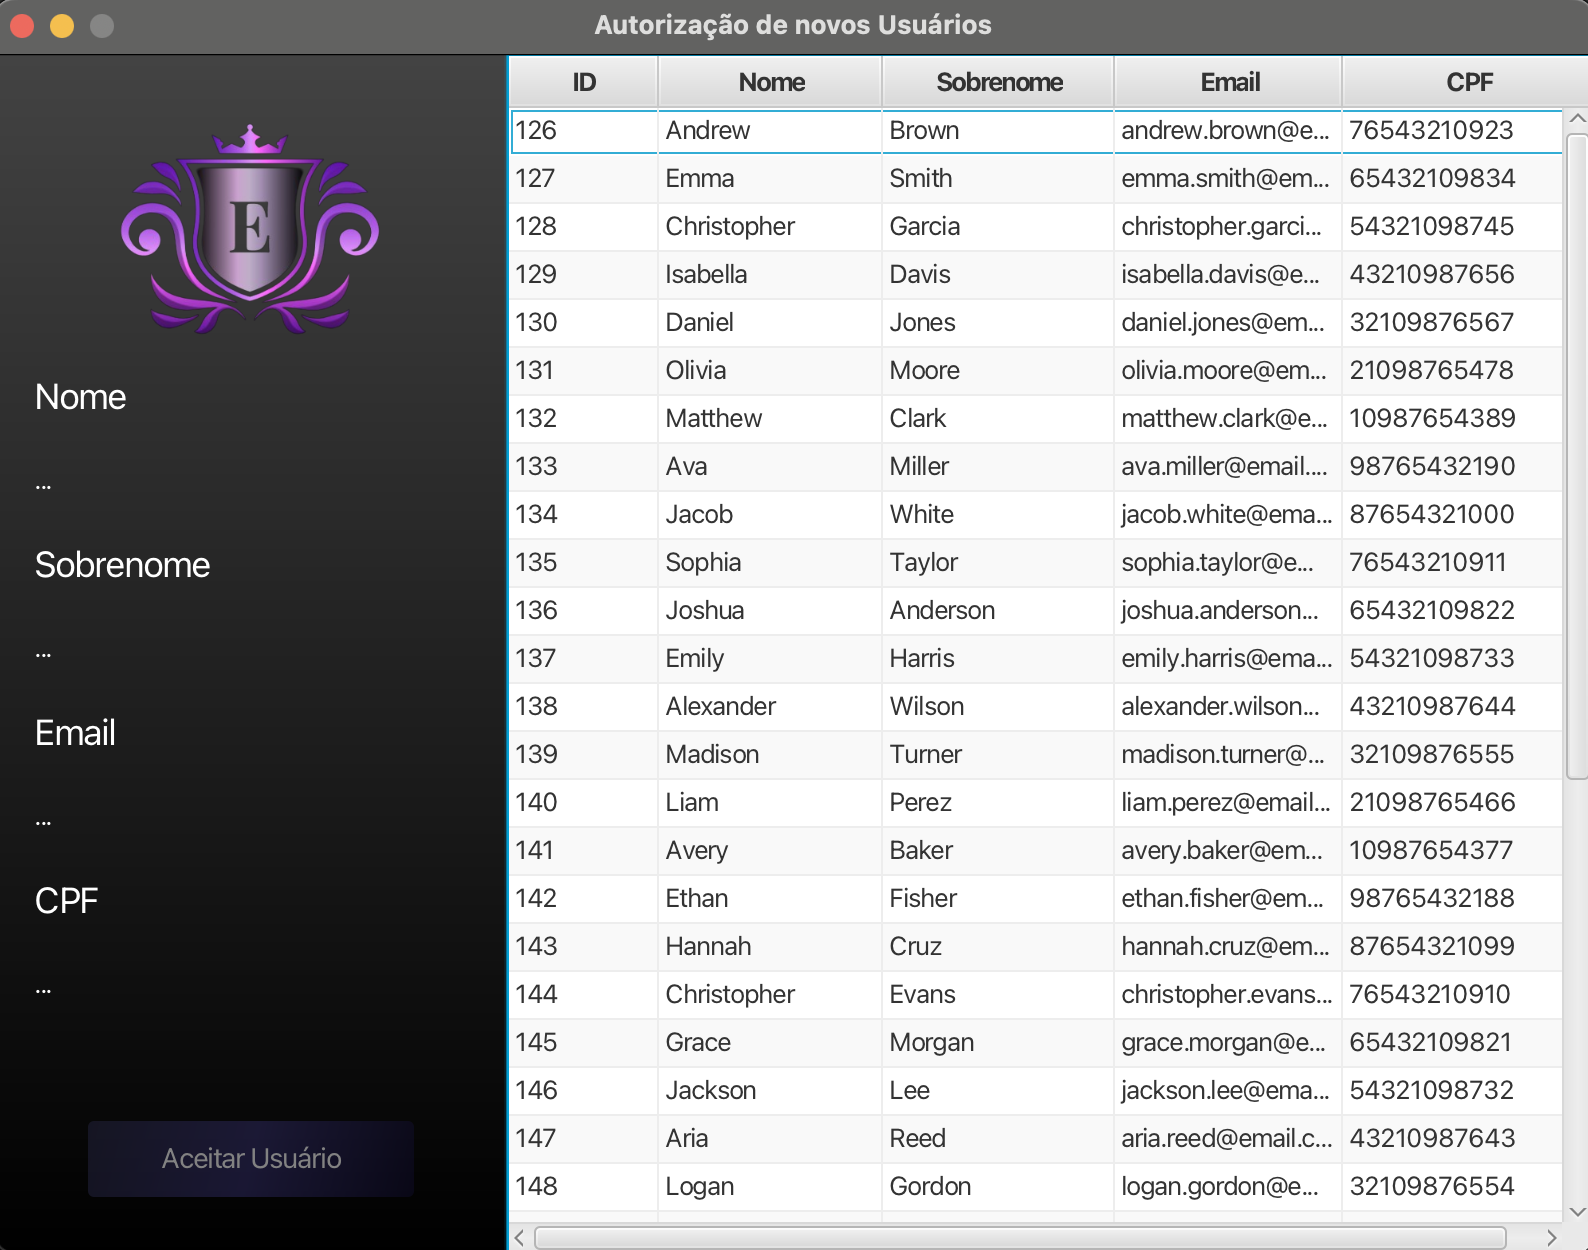 Autorização de novos Usuários
E
Nome
...
Sobrenome
...
Email
...
CPF
...
Aceitar Usuário
ID Nome Sobrenome Email CPF
126 Andrew Brown andrew.brown@e... 76543210923
127 Emma Smith emma.smith@em... 65432109834
128 Christopher Garcia christopher.garci... 54321098745
129 Isabella Davis isabella.davis@e... 43210987656
130 Daniel Jones daniel.jones@em... 32109876567
131 Olivia Moore olivia.moore@em... 21098765478
132 Matthew Clark matthew.clark@e... 10987654389
133 Ava Miller ava.miller@email.... 98765432190
134 Jacob White jacob.white@ema... 87654321000
135 Sophia Taylor sophia.taylor@e... 76543210911
136 Joshua Anderson joshua.anderson... 65432109822
137 Emily Harris emily.harris@ema... 54321098733
138 Alexander Wilson alexander.wilson... 43210987644
139 Madison Turner madison.turner@... 32109876555
140 Liam Perez liam.perez@email... 21098765466
141 Avery Baker avery.baker@em... 10987654377
142 Ethan Fisher ethan.fisher@em... 98765432188
143 Hannah Cruz hannah.cruz@em... 87654321099
144 Christopher Evans christopher.evans... 76543210910
145 Grace Morgan grace.morgan@e... 65432109821
146 Jackson Lee jackson.lee@ema... 54321098732
147 Aria Reed aria.reed@email.c... 43210987643
148 Logan Gordon logan.gordon@e... 32109876554